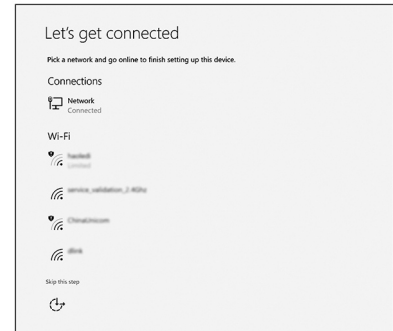 Let's get connected
Pick a network and go online to finish setting up this device.
Connections
Network
Connected
Wi-Fi
Limited
service_validation_2.4Ghz
ChinaUnicom
dlink
Skip this step